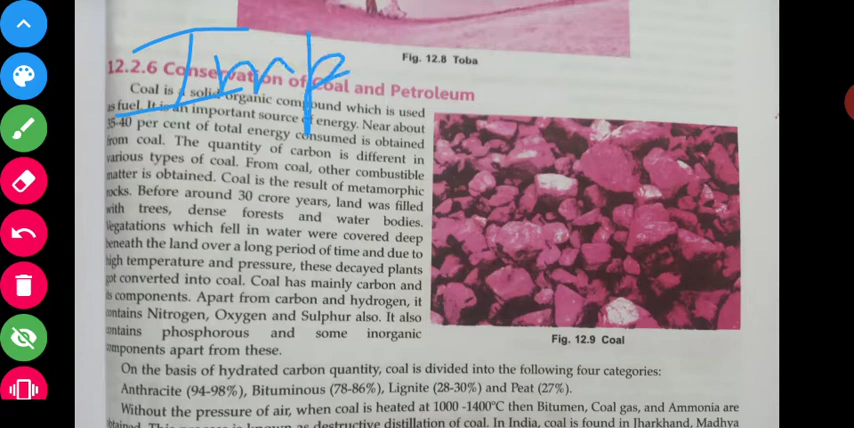 Fig. 12.8 Toba
Imp
12.2.6 Conservation of Coal and Petroleum
Coal is a solid organic compound which is used
as fuel. It is an important source of energy. Near about
35-40 per cent of total energy consumed is obtained
from coal. The quantity of carbon is different in
various types of coal. From coal, other combustible
matter is obtained. Coal is the result of metamorphic
rocks. Before around 30 crore years, land was filled
with trees, dense forests and water bodies.
Vegatations which fell in water were covered deep
beneath the land over a long period of time and due to
high temperature and pressure, these decayed plants
got converted into coal. Coal has mainly carbon and
its components. Apart from carbon and hydrogen, it
contains Nitrogen, Oxygen and Sulphur also. It also
contains phosphorous and some inorganic
components apart from these.
Fig. 12.9 Coal
On the basis of hydrated carbon quantity, coal is divided into the following four categories:
Anthracite (94-98%), Bituminous (78-86%), Lignite (28-30%) and Peat (27%).
Without the pressure of air, when coal is heated at 1000 -1400°C then Bitumen, Coal gas, and Ammonia are
obtained. This process is known as destructive distillation of coal. In India, coal is found in Jharkhand, Madhya